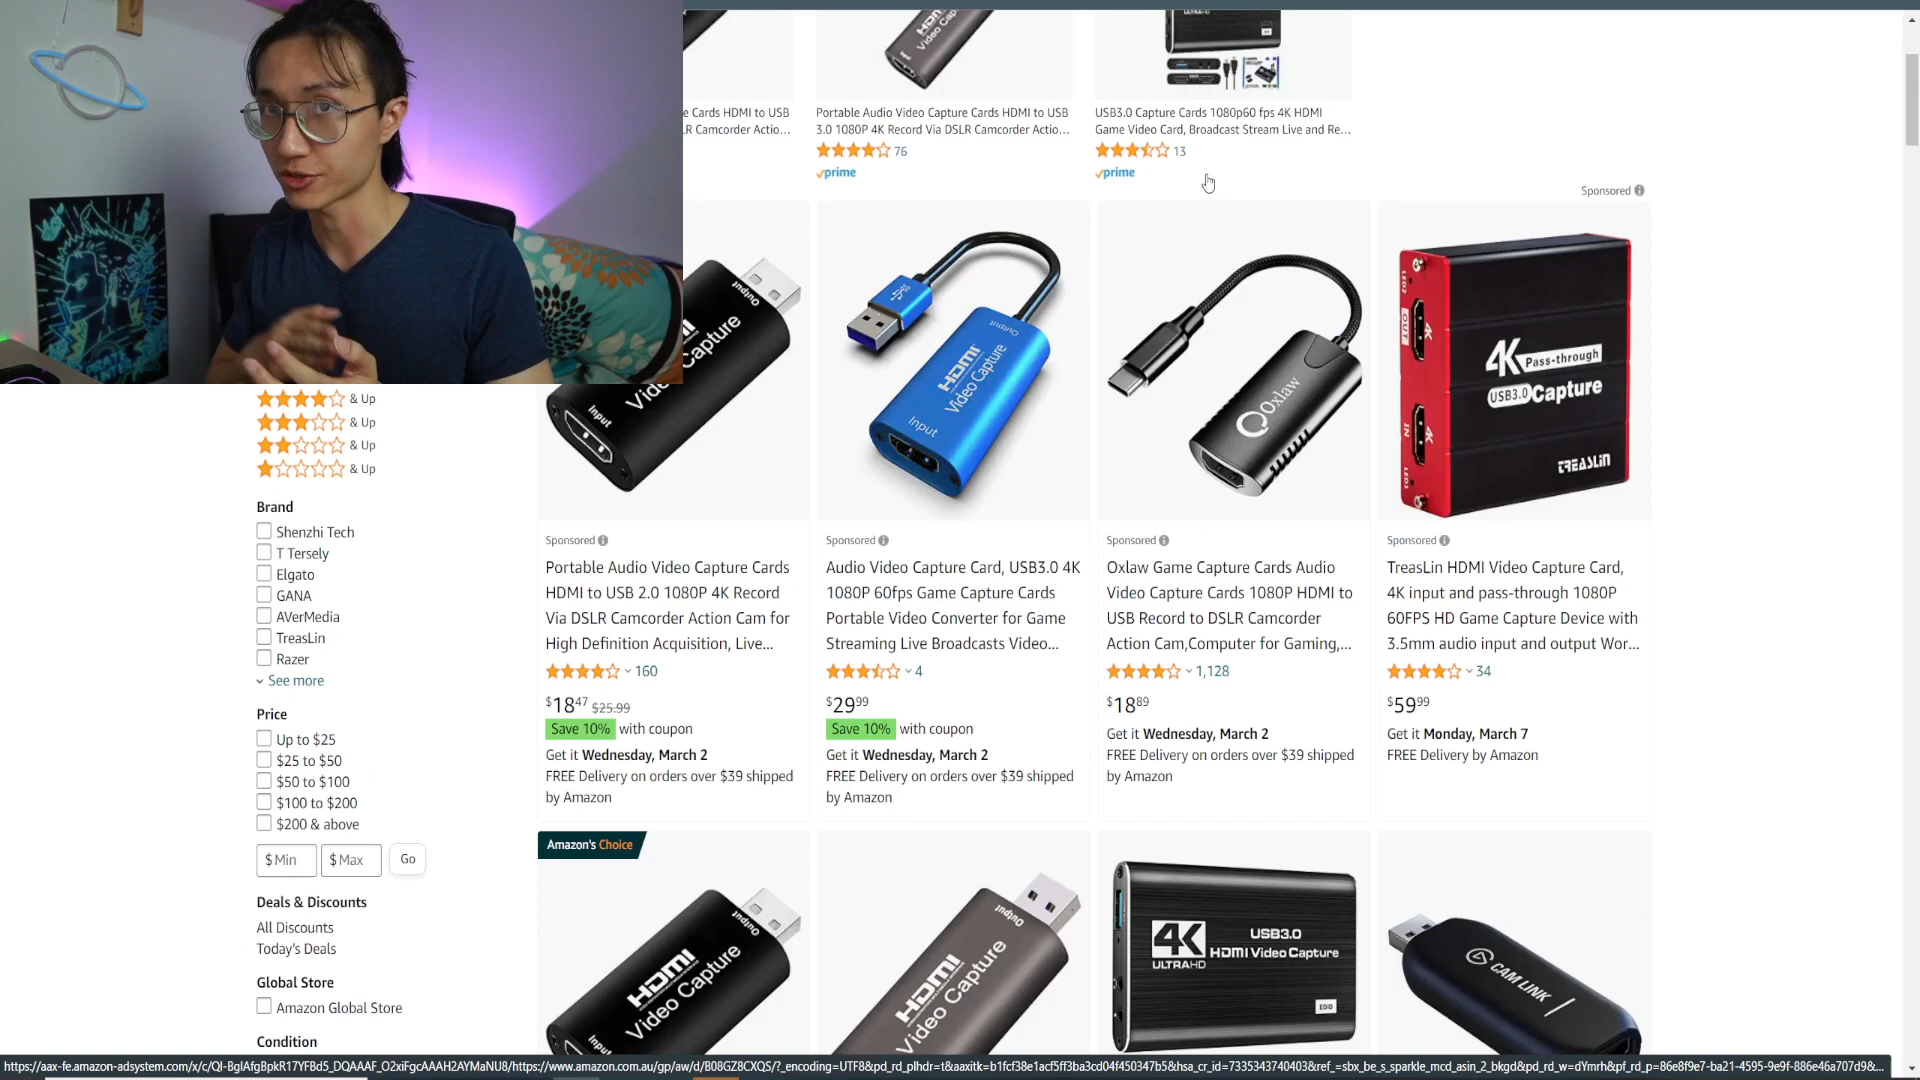 e Cards HDMI to USB
LR Camcorder Actio...
Portable Audio Video Capture Cards HDMI to USB
3.0 1080P 4K Record Via DSLR Camcorder Actio...
76
prime
USB3.0 Capture Cards 1080p60 fps 4K HDMI
Game Video Card, Broadcast Stream Live and Re...
13
prime
Sponsored
Output
Video Capture
Input
Output
HDMI
Video Capture
Input
Oxlaw
OUT
4K
IN
4K
4K Pass-through
USB3.0 Capture
TREASLIN
& Up
& Up
& Up
& Up
Brand
Shenzhi Tech
T Tersely
Elgato
GANA
AVerMedia
TreasLin
Razer
See more
Price
Up to $25
$25 to $50
$50 to $100
$100 to $200
$200 & above
$ Min
$ Max
Go
Deals & Discounts
All Discounts
Today's Deals
Global Store
Amazon Global Store
Condition
Sponsored
Portable Audio Video Capture Cards
HDMI to USB 2.0 1080P 4K Record
Via DSLR Camcorder Action Cam for
High Definition Acquisition, Live...
160
$18.47 $25.99
Save 10% with coupon
Get it Wednesday, March 2
FREE Delivery on orders over $39 shipped
by Amazon
Sponsored
Audio Video Capture Card, USB3.0 4K
1080P 60fps Game Capture Cards
Portable Video Converter for Game
Streaming Live Broadcasts Video...
4
$29.99
Save 10% with coupon
Get it Wednesday, March 2
FREE Delivery on orders over $39 shipped
by Amazon
Sponsored
Oxlaw Game Capture Cards Audio
Video Capture Cards 1080P HDMI to
USB Record to DSLR Camcorder
Action Cam,Computer for Gaming,...
1,128
$18.89
Get it Wednesday, March 2
FREE Delivery on orders over $39 shipped
by Amazon
Sponsored
TreasLin HDMI Video Capture Card,
4K input and pass-through 1080P
60FPS HD Game Capture Device with
3.5mm audio input and output Wor...
34
$59.99
Get it Monday, March 7
FREE Delivery by Amazon
Amazon's Choice
Output
HDMI
Video Capture
Input
Output
HDMI
Video Capture
4K
ULTRAHD
USB3.0
HDMI Video Capture
EDID
CAM LINK
https://aax-fe.amazon-adsystem.com/x/c/QI-BgIAfgBpkR17YFBd5_DQAAAF_O2xiFgcAAAH2AYMaNU8/https://www.amazon.com.au/gp/aw/d/B08GZ8CXQS/?_encoding=UTF8&pd_rd_plhdr=t&aaxitk=b1fcf38e1acf5ff3ba3cd04f450347b5&hsa_cr_id=73353437404038&ref_=sbx_be_s_sparkle_mcd_asin_2_bkgd&pd_rd_w=dYmrh&pf_rd_p=86e8f9e7-ba21-4595-9e9f-886e46a707d9&...